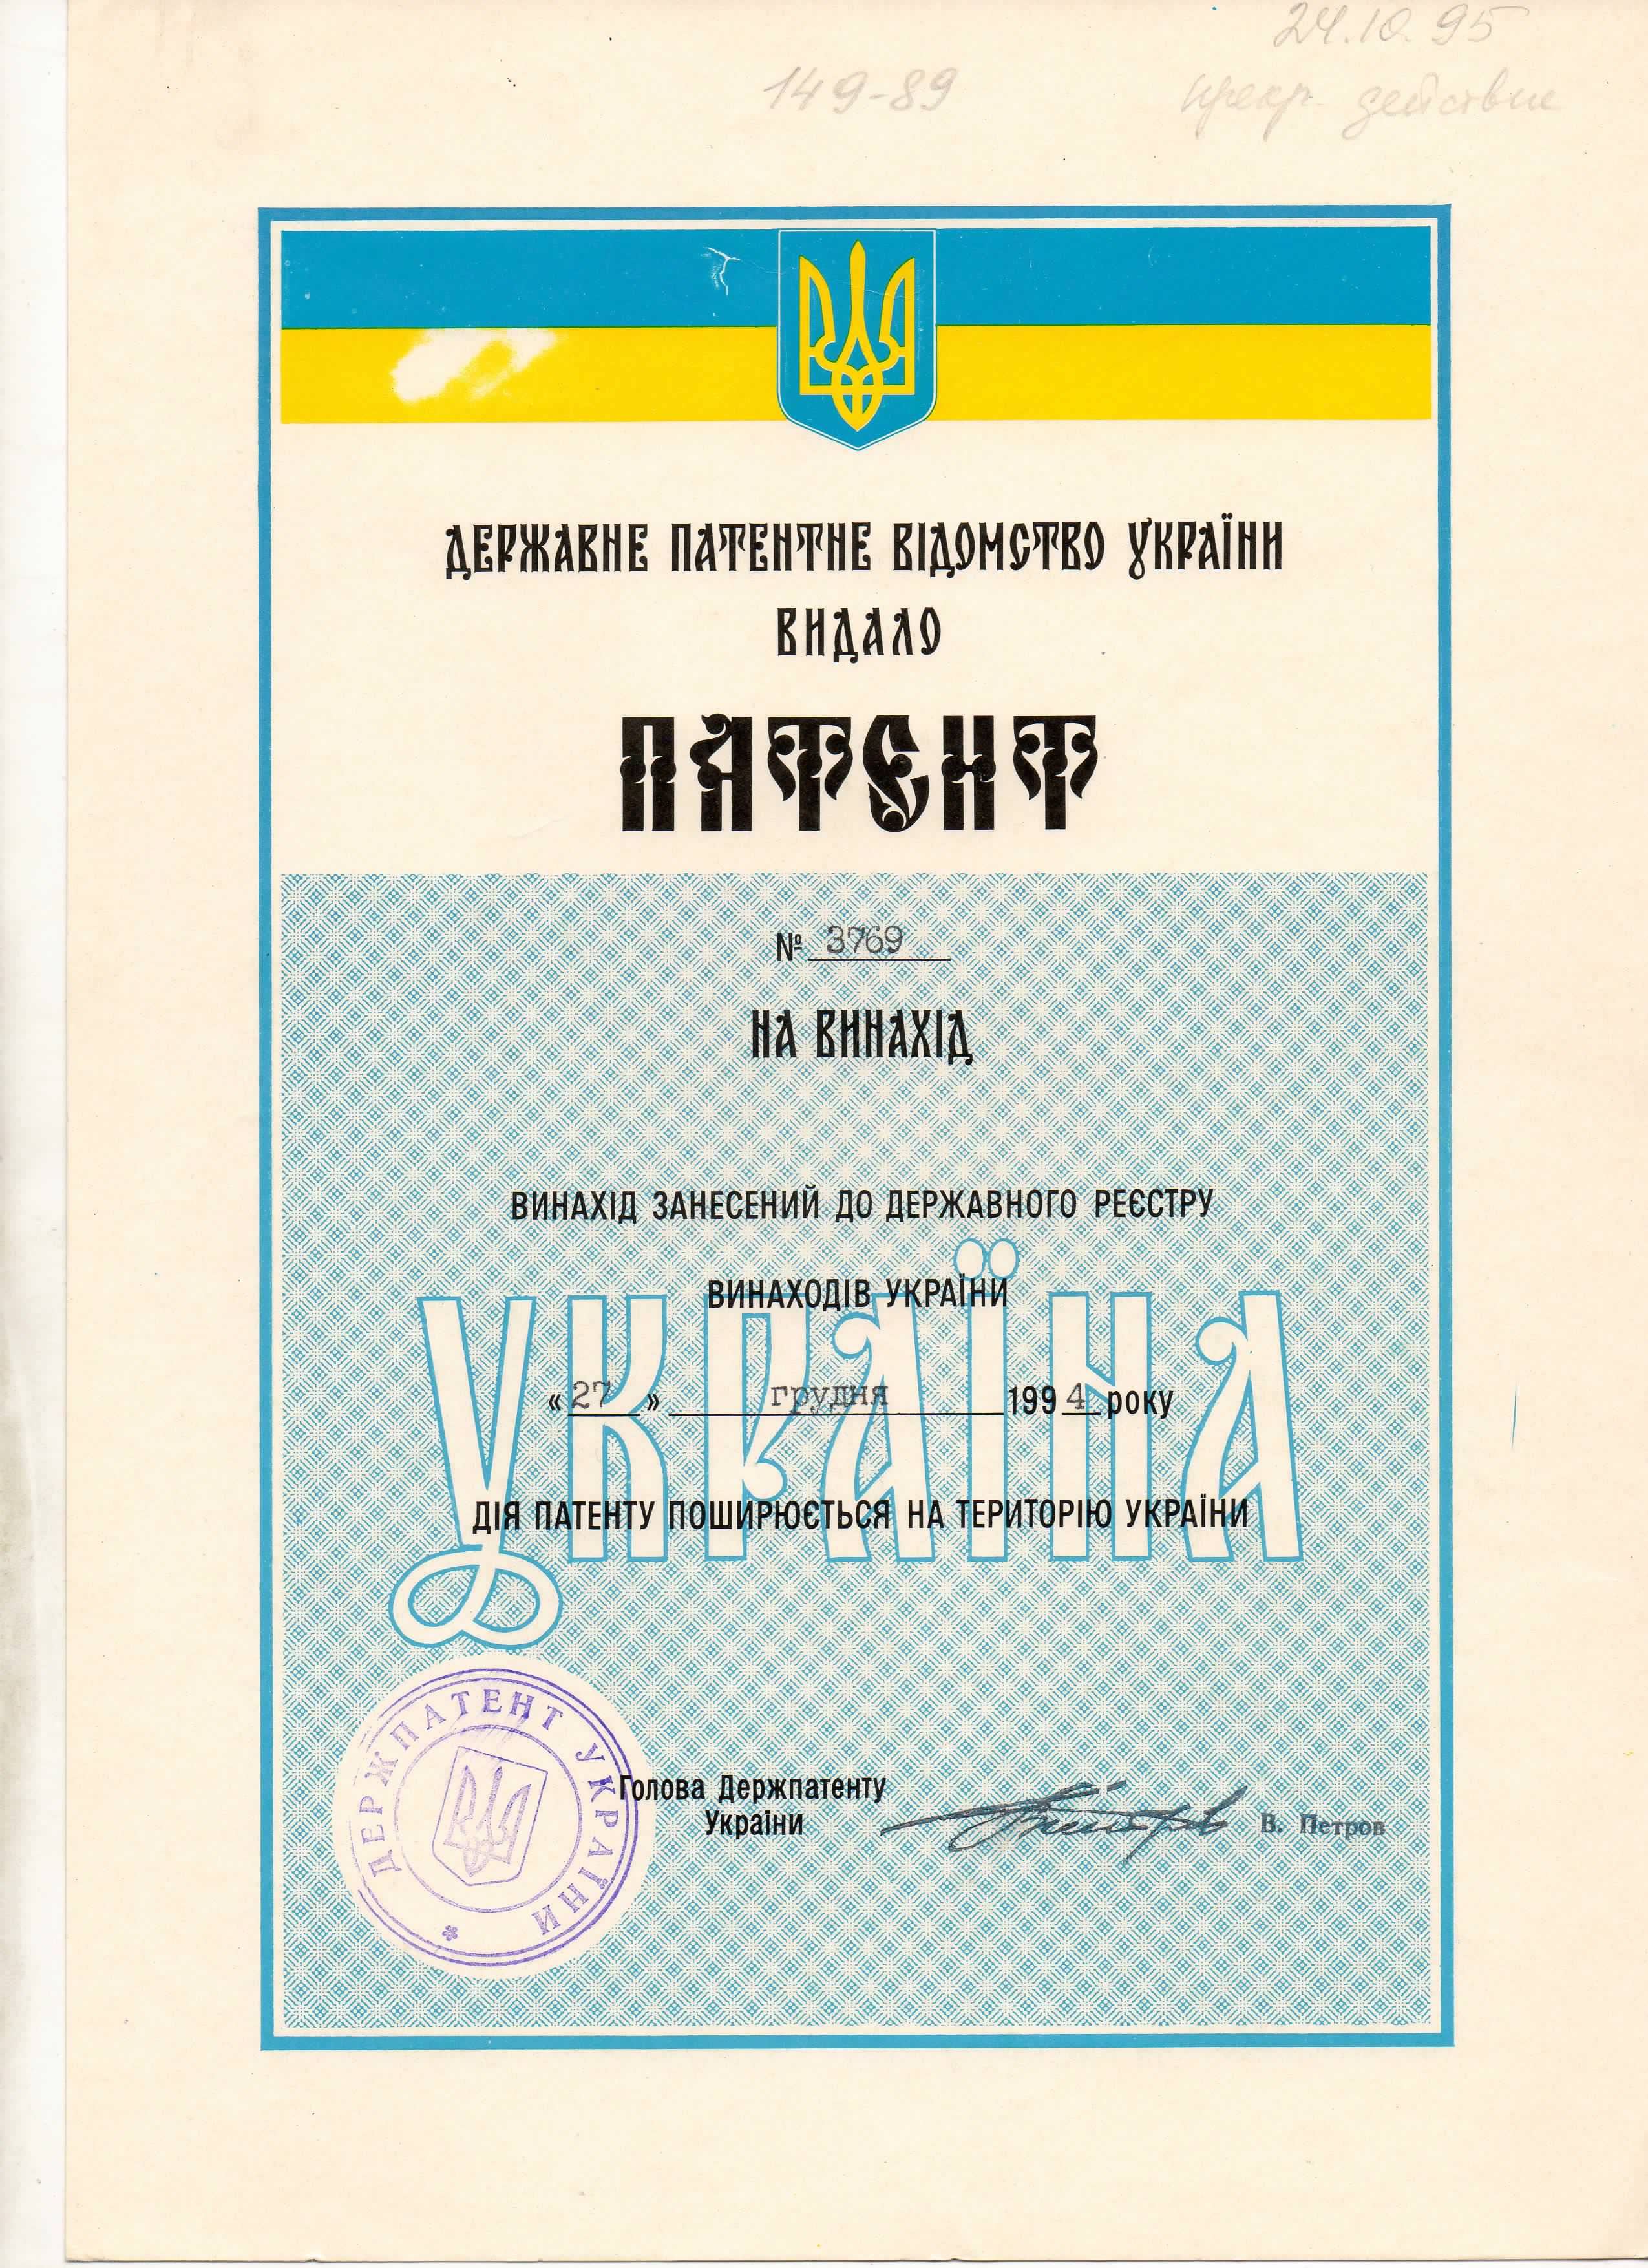 24.10.95
149-89
прекр. действие
ДЕРЖАВНЕ ПАТЕНТНЕ ВІДОМСТВО УКРАЇНИ
ВИДАЛО
ПАТЕНТ
№ 3769
НА ВИНАХІД
ВИНАХІД ЗАНЕСЕНИЙ ДО ДЕРЖАВНОГО РЕЄСТРУ
ВИНАХОДІВ УКРАЇНИ
УКРАЇНА
«27» грудня 1994 року
ДІЯ ПАТЕНТУ ПОШИРЮЄТЬСЯ НА ТЕРИТОРІЮ УКРАЇНИ
ДЕРЖПАТЕНТ УКРАЇНИ
Голова Держпатенту
України
В. Петров